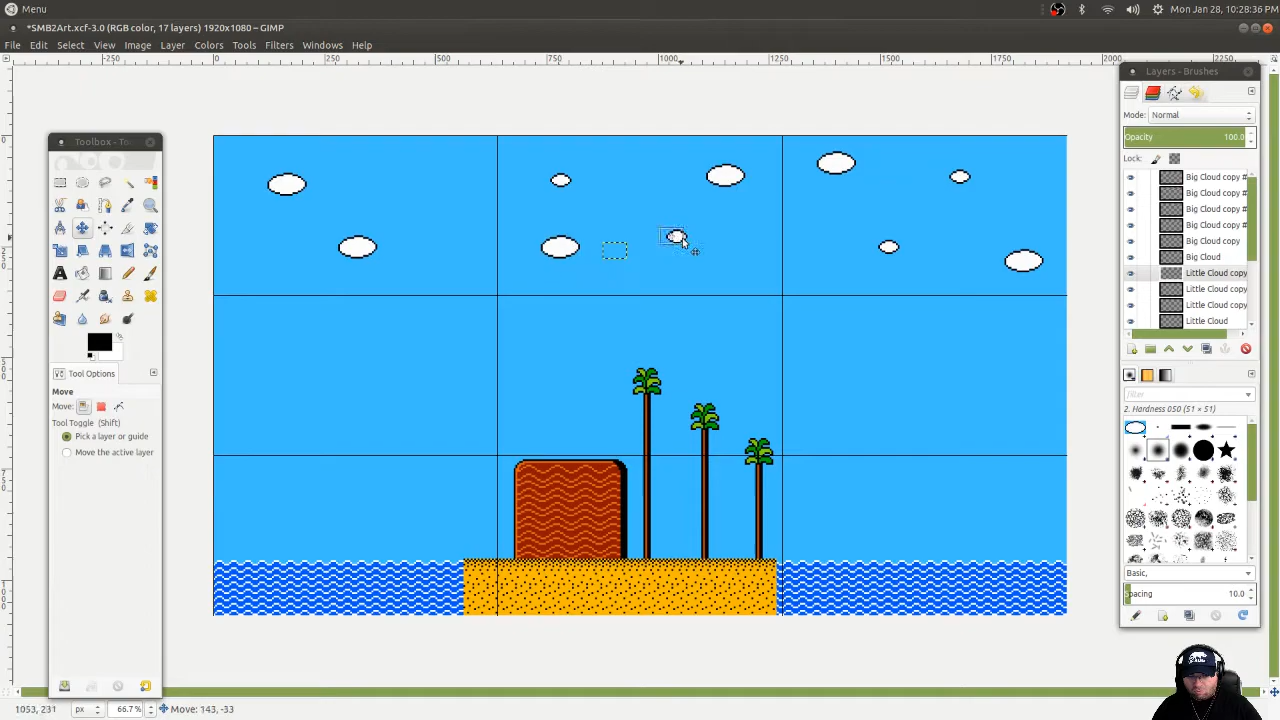 Menu
Mon Jan 28, 10:28:36 PM
*SMB2Art.xcf-3.0 (RGB color, 17 layers) 1920x1080 – GIMP
File Edit Select View Image Layer Colors Tools Filters Windows Help
-250 0 250 500 750 1000 1250 1500 1750 2000 2250
Toolbox - To
Layers - Brushes
Mode: Normal
Opacity 100.0
Lock:
Big Cloud copy #
Big Cloud copy #
Big Cloud copy #
Big Cloud copy #
Big Cloud copy
Big Cloud
Little Cloud copy
Little Cloud copy
Little Cloud copy
Little Cloud
Tool Options
Move
Move:
Tool Toggle (Shift)
Pick a layer or guide
Move the active layer
filter
2. Hardness 050 (51 × 51)
Basic,
pacing 10.0
1053, 231 px 66.7% Move: 143, -33